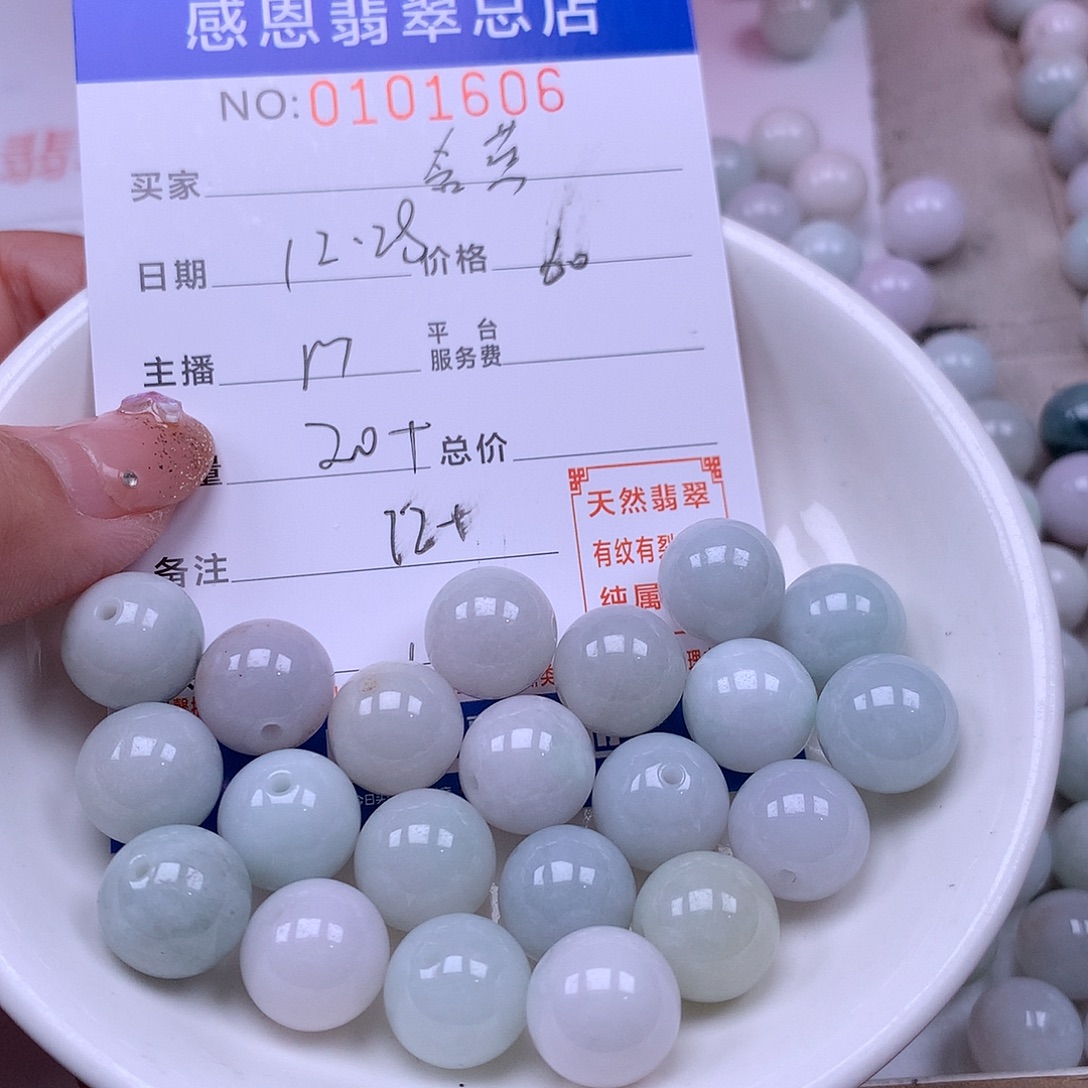 感恩翡翠总店
NO:0101606
买家
日期 12.28 价格 60
主播 17 平台服务费
量 20+ 总价
备注 12+
天然翡翠
有纹有裂
纯属